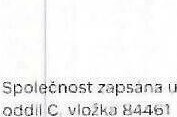 Společnost zapsána u
oddíl C, vložka 84461